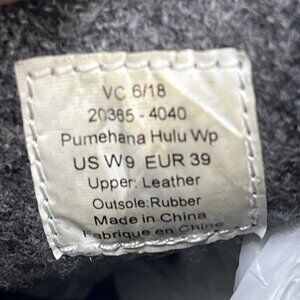 VC 6/18
20365 - 4040
Pumehana Hulu Wp
US W9 EUR 39
Upper: Leather
Outsole: Rubber
Made in China
Fabrique en Chine